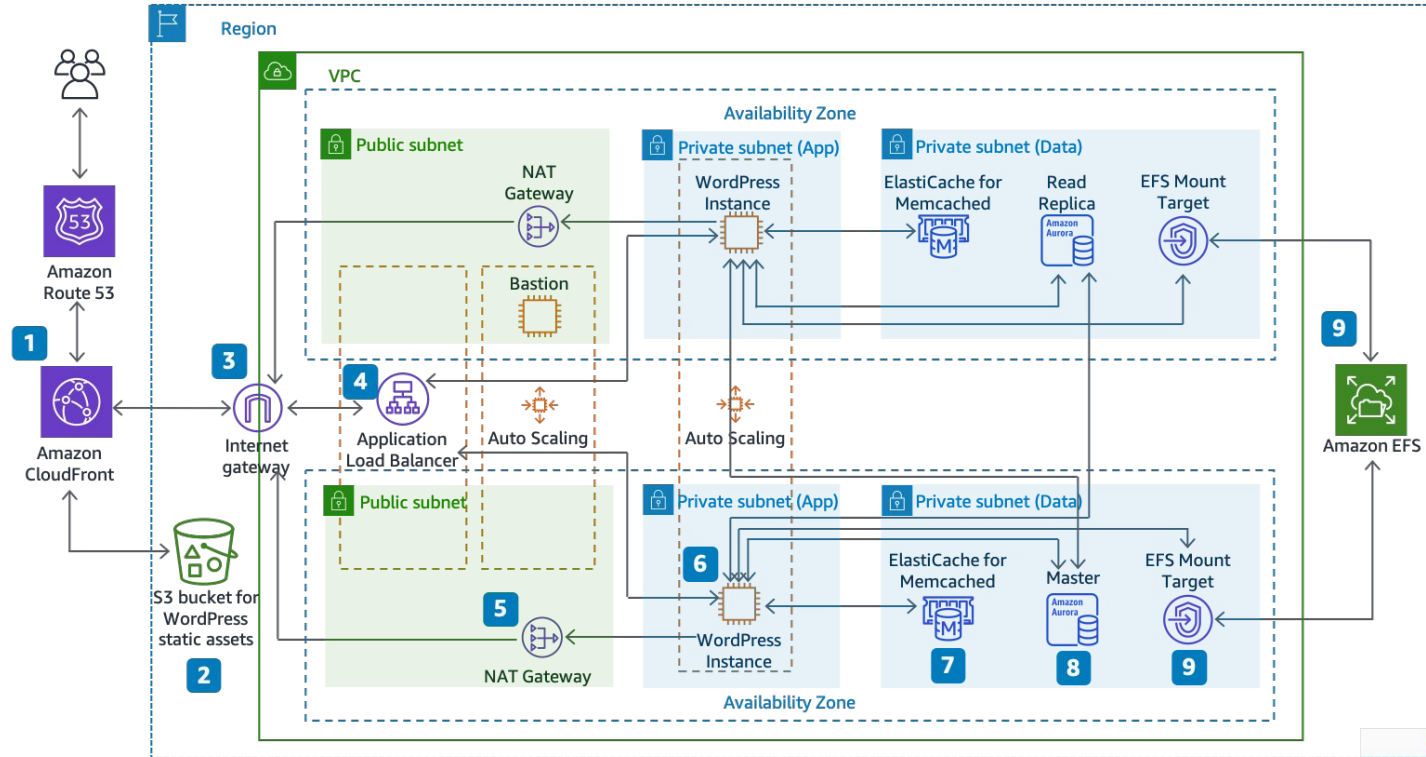 Region
VPC
Availability Zone
Public subnet
Private subnet (App)
Private subnet (Data)
NAT
Gateway
WordPress
Instance
ElastiCache for
Memcached
M
Read
Replica
Amazon
Aurora
EFS Mount
Target
53
Amazon
Route 53
Bastion
1
3
4
9
Amazon
CloudFront
Internet
gateway
Application
Load Balancer
Auto Scaling
Auto Scaling
Amazon EFS
Public subnet
Private subnet (App)
Private subnet (Data)
S3 bucket for
WordPress
static assets
2
5
NAT Gateway
6
WordPress
Instance
ElastiCache for
Memcached
M
7
Master
Amazon
Aurora
8
EFS Mount
Target
9
Availability Zone